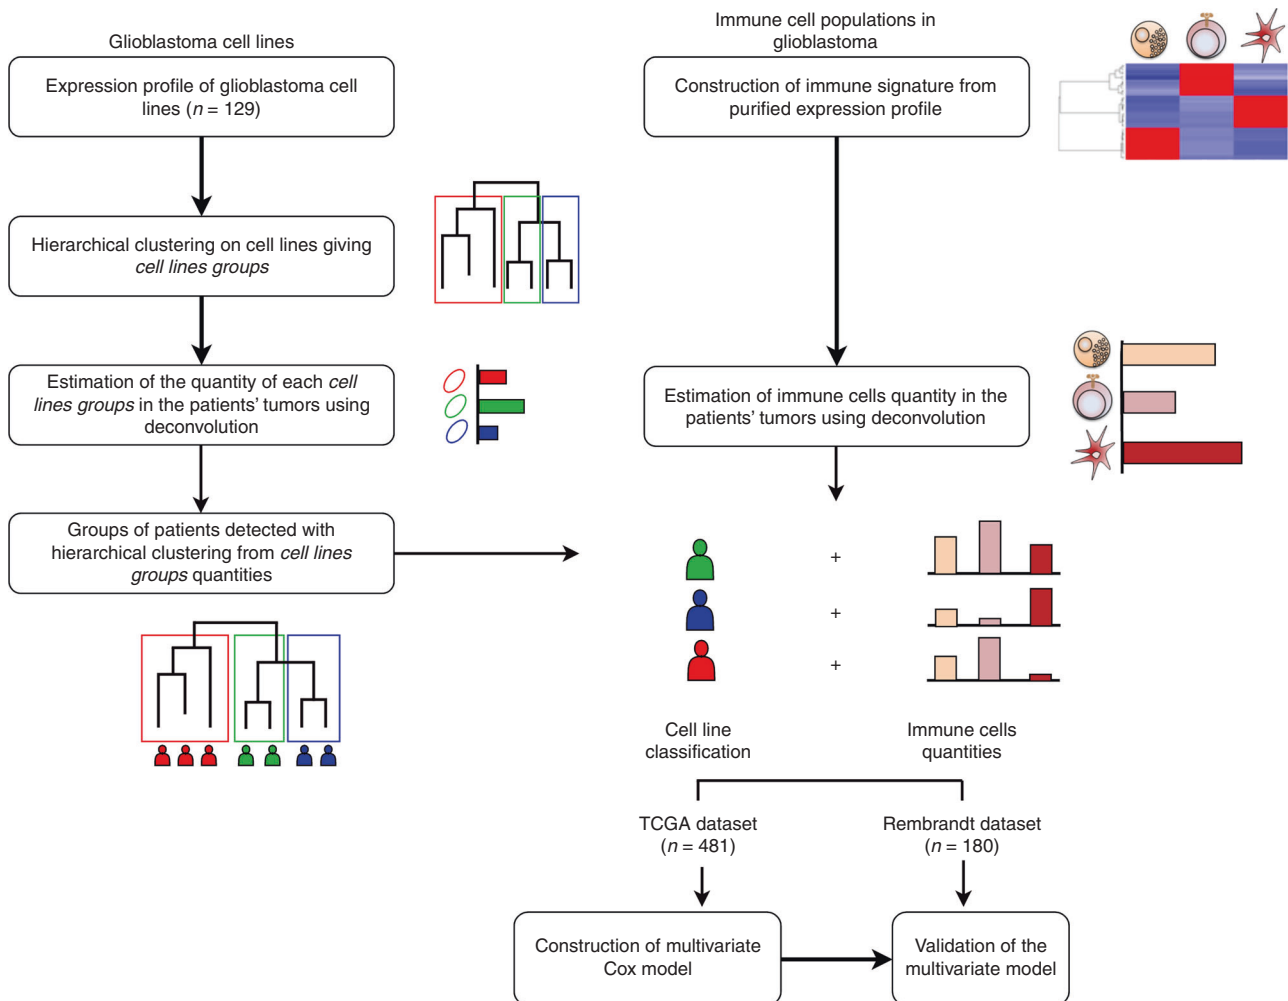 Glioblastoma cell lines
Expression profile of glioblastoma cell
lines (n = 129)
Hierarchical clustering on cell lines giving
cell lines groups
Estimation of the quantity of each cell
lines groups in the patients' tumors using
deconvolution
Groups of patients detected with
hierarchical clustering from cell lines
groups quantities
Immune cell populations in
glioblastoma
Construction of immune signature from
purified expression profile
Estimation of immune cells quantity in the
patients' tumors using deconvolution
+
+
+
Cell line
classification
Immune cells
quantities
TCGA dataset
(n = 481)
Rembrandt dataset
(n = 180)
Construction of multivariate
Cox model
Validation of the
multivariate model